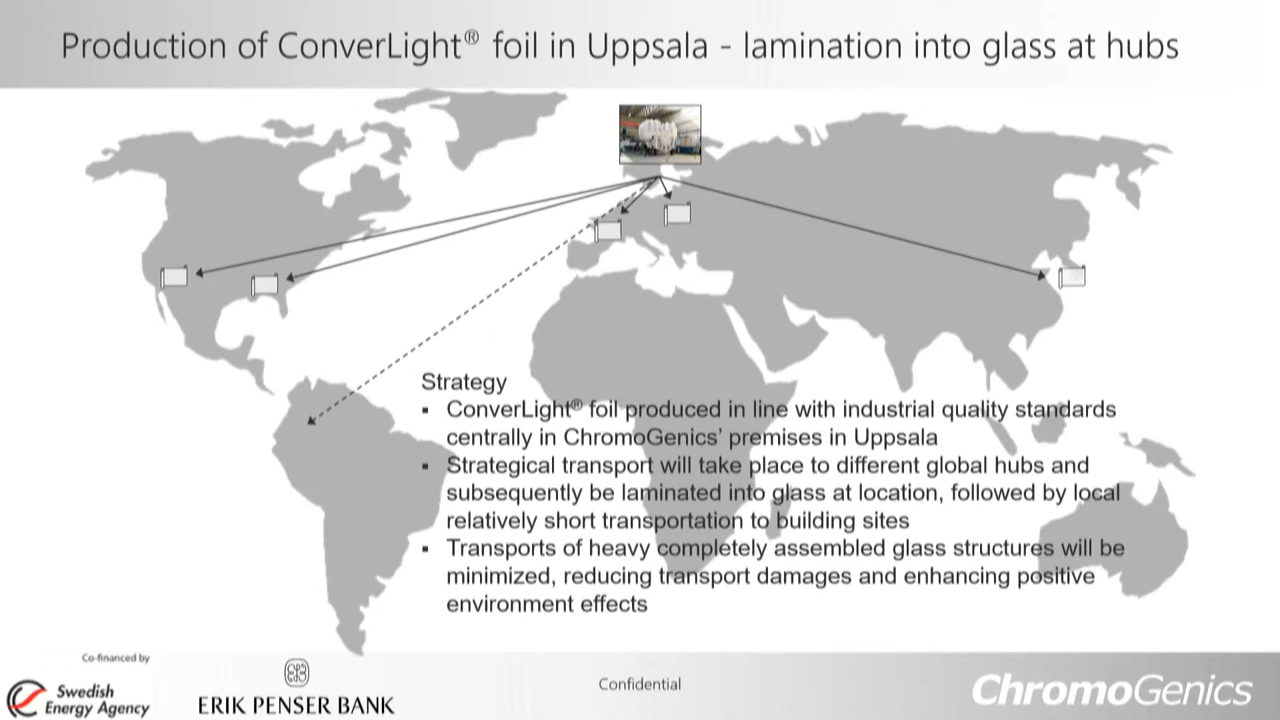 Production of ConverLight® foil in Uppsala - lamination into glass at hubs
Strategy
▪ ConverLight® foil produced in line with industrial quality standards
centrally in ChromoGenics’ premises in Uppsala
▪ Strategical transport will take place to different global hubs and
subsequently be laminated into glass at location, followed by local
relatively short transportation to building sites
▪ Transports of heavy completely assembled glass structures will be
minimized, reducing transport damages and enhancing positive
environment effects
Co-financed by
Swedish
Energy Agency
ERIK PENSER BANK
Confidential
ChromoGenics